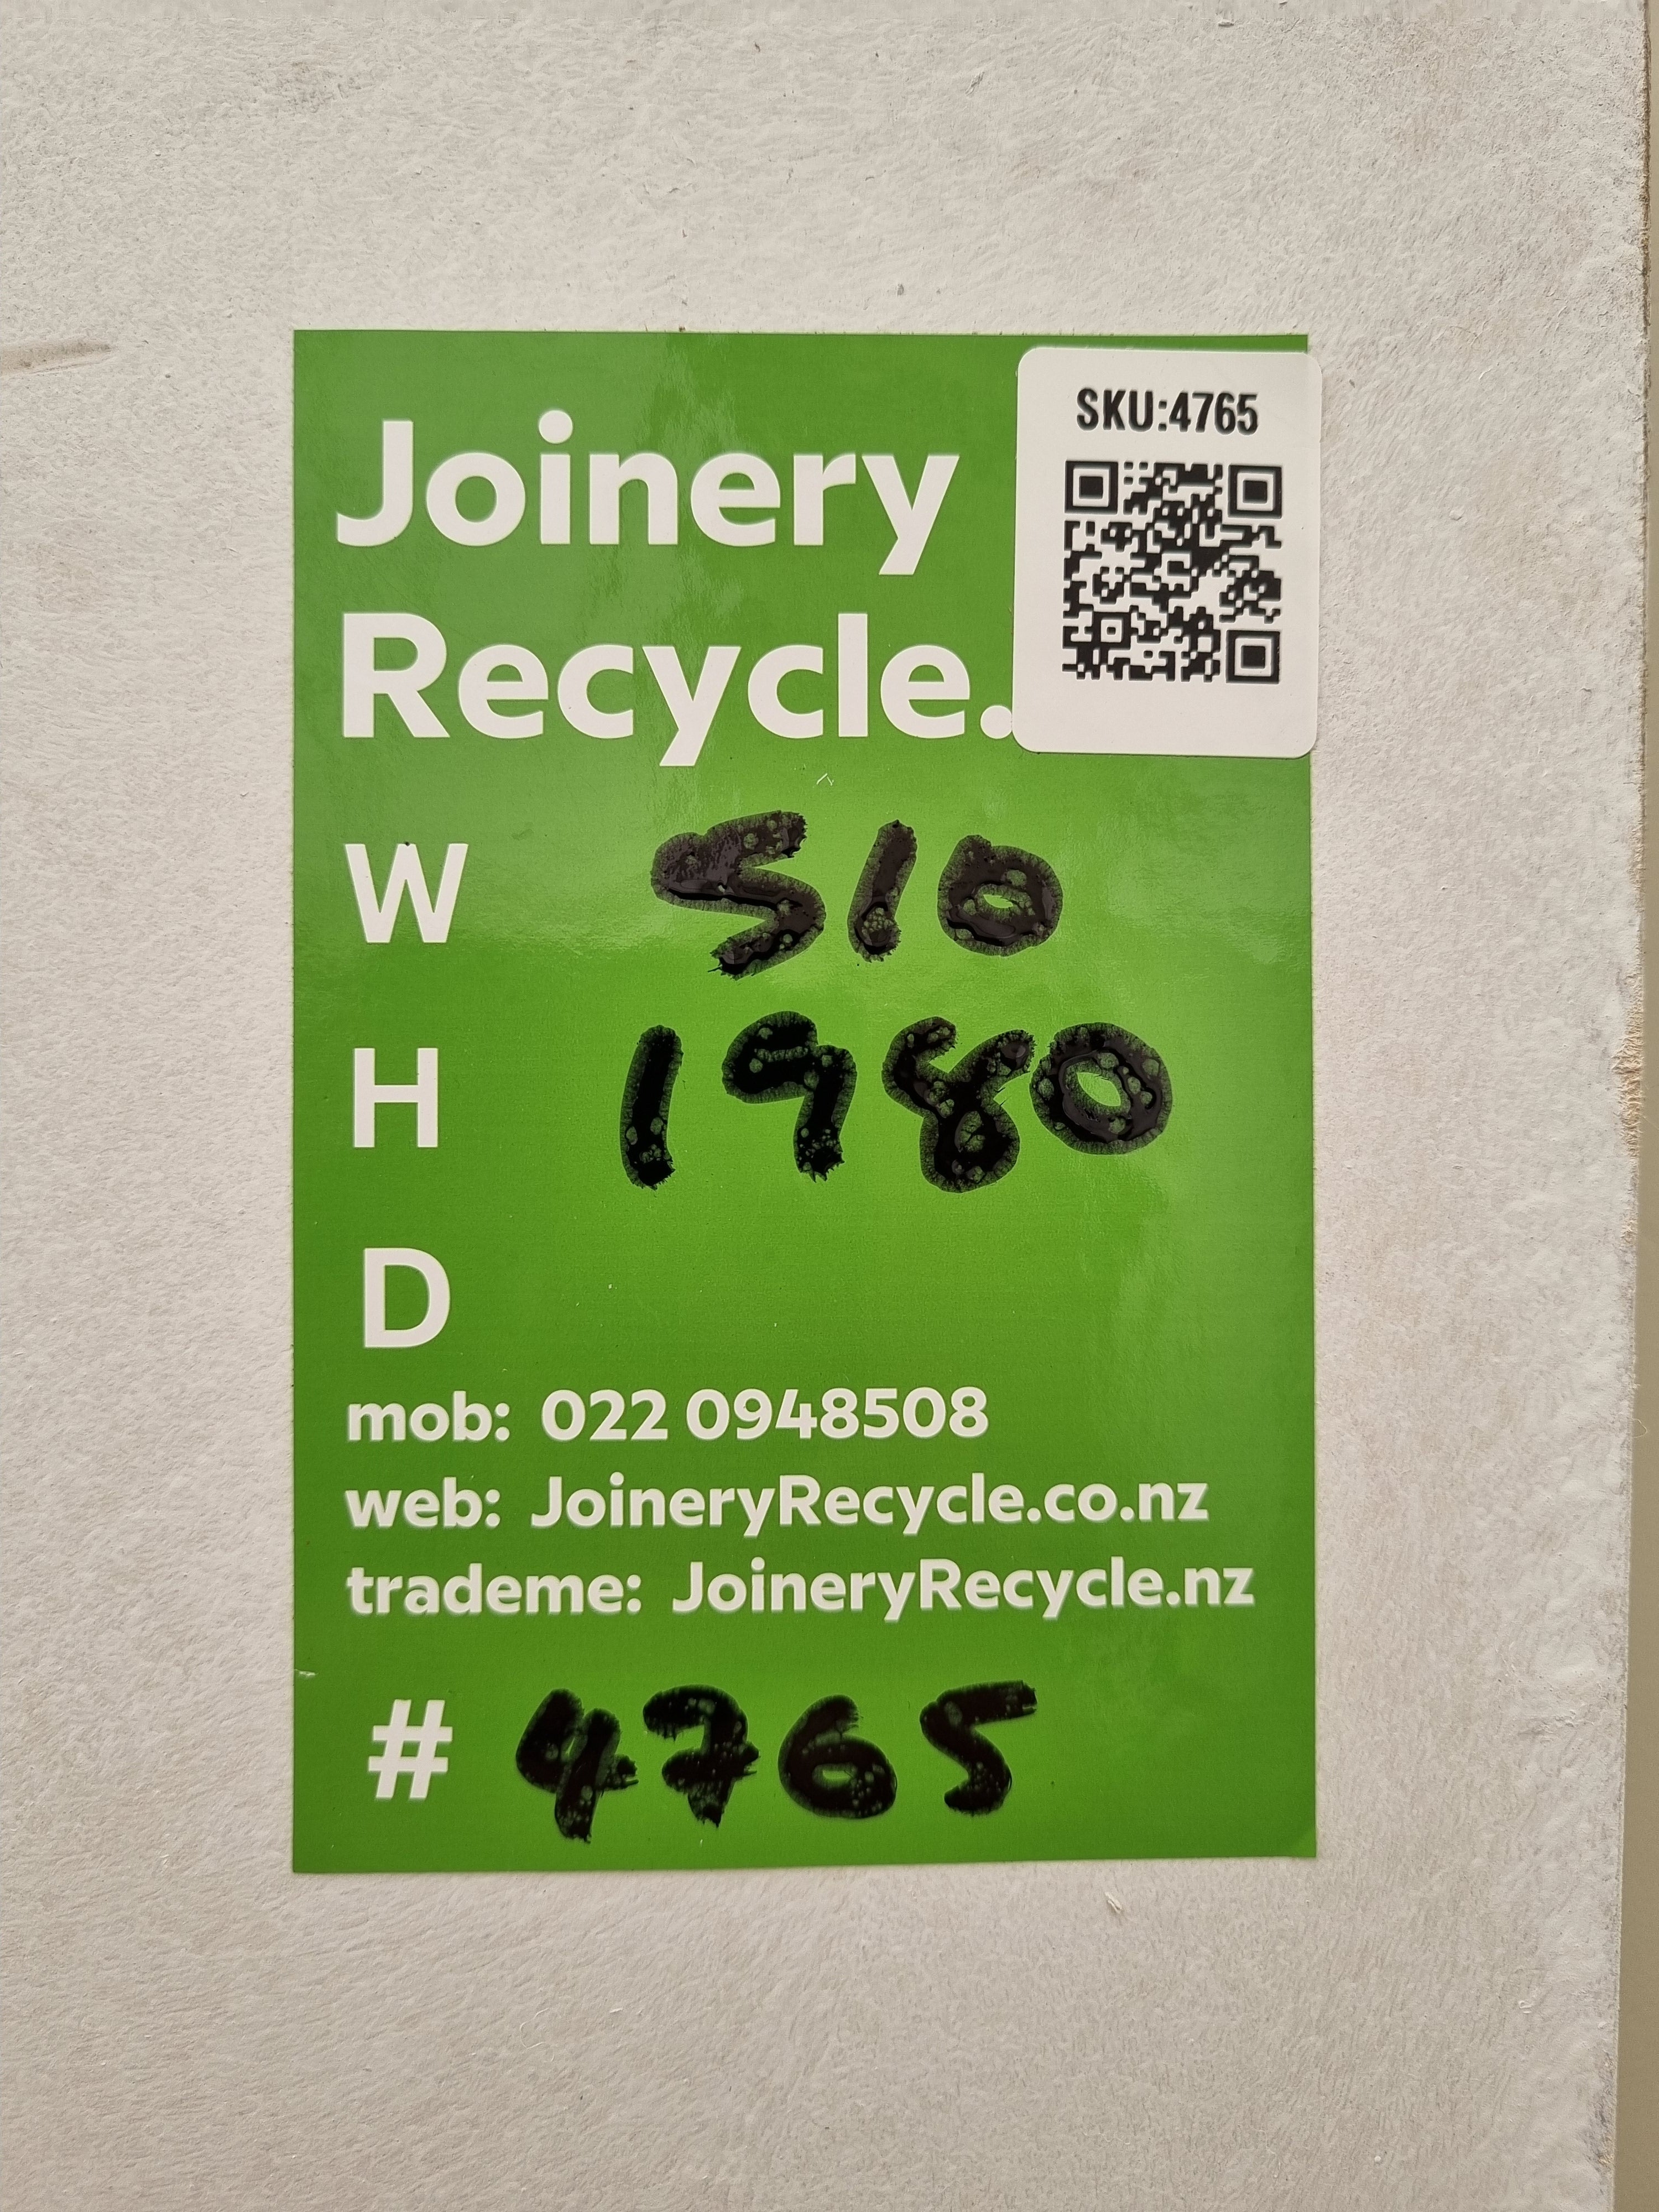 Joinery
Recycle.
SKU:4765
W 510
H 1980
D
mob: 022 0948508
web: JoineryRecycle.co.nz
trademe: JoineryRecycle.nz
# 4765